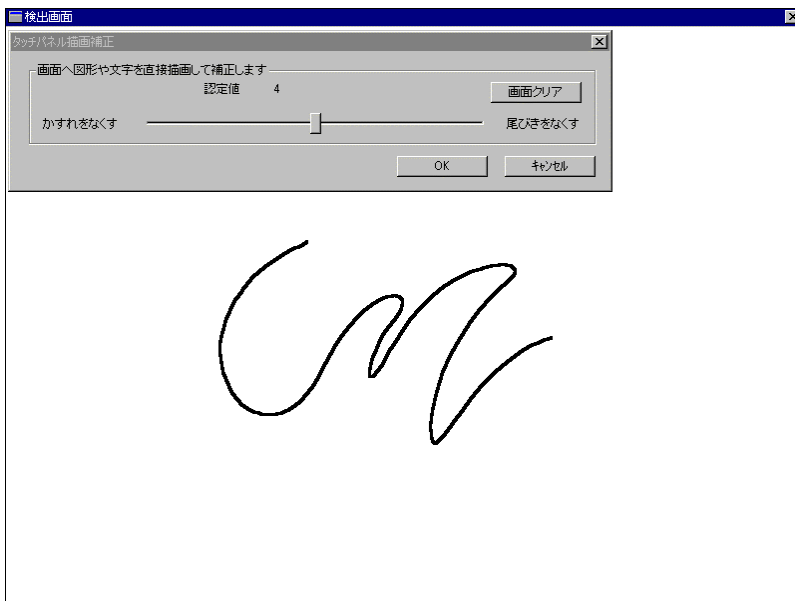 検出画面
タッチパネル描画補正
画面へ図形や文字を直接描画して補正します
認定値 4
画面クリア
かすれをなくす 尾びきをなくす
OK キャンセル